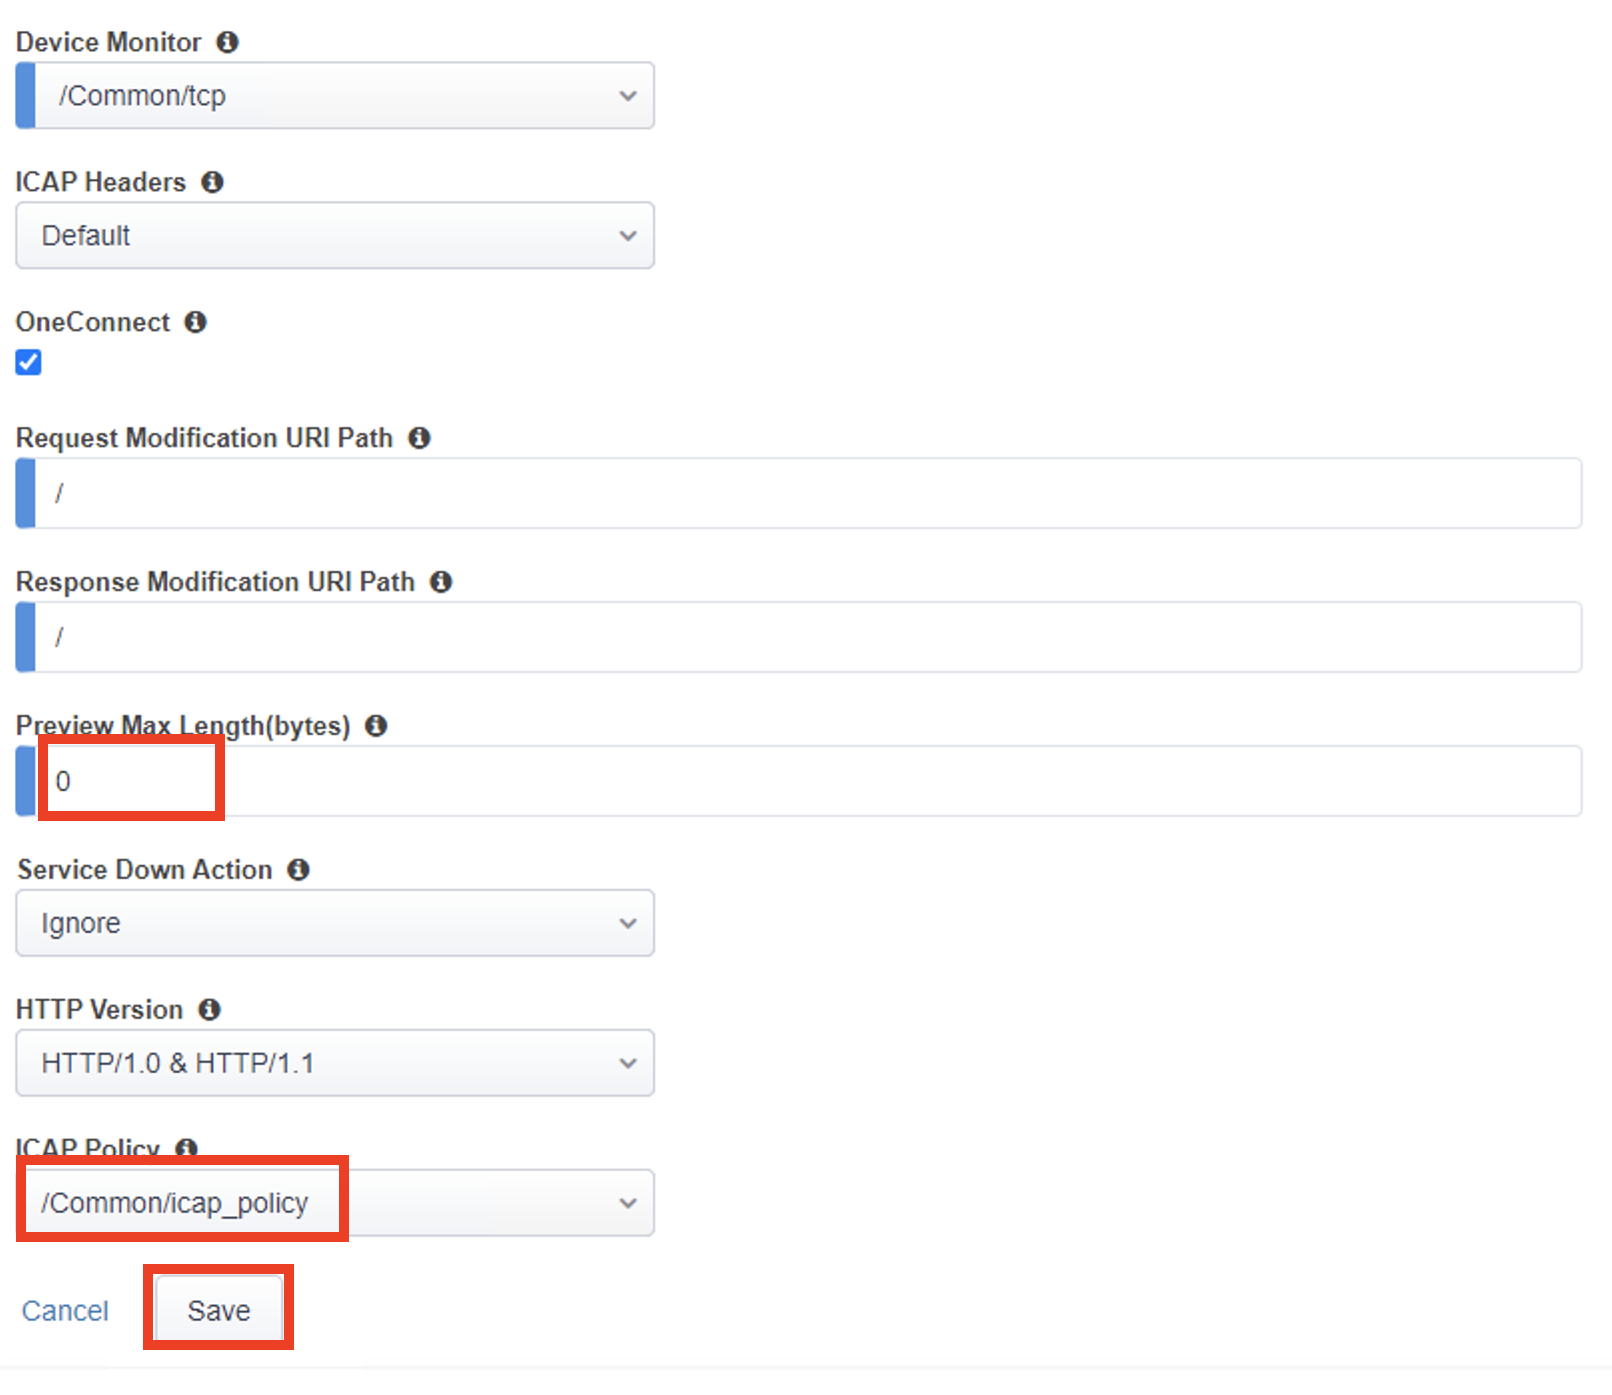 Device Monitor
/Common/tcp
ICAP Headers
Default
OneConnect
Request Modification URI Path
/
Response Modification URI Path
/
Preview Max Length(bytes)
0
Service Down Action
Ignore
HTTP Version
HTTP/1.0 & HTTP/1.1
ICAP Policy
/Common/icap_policy
Cancel Save